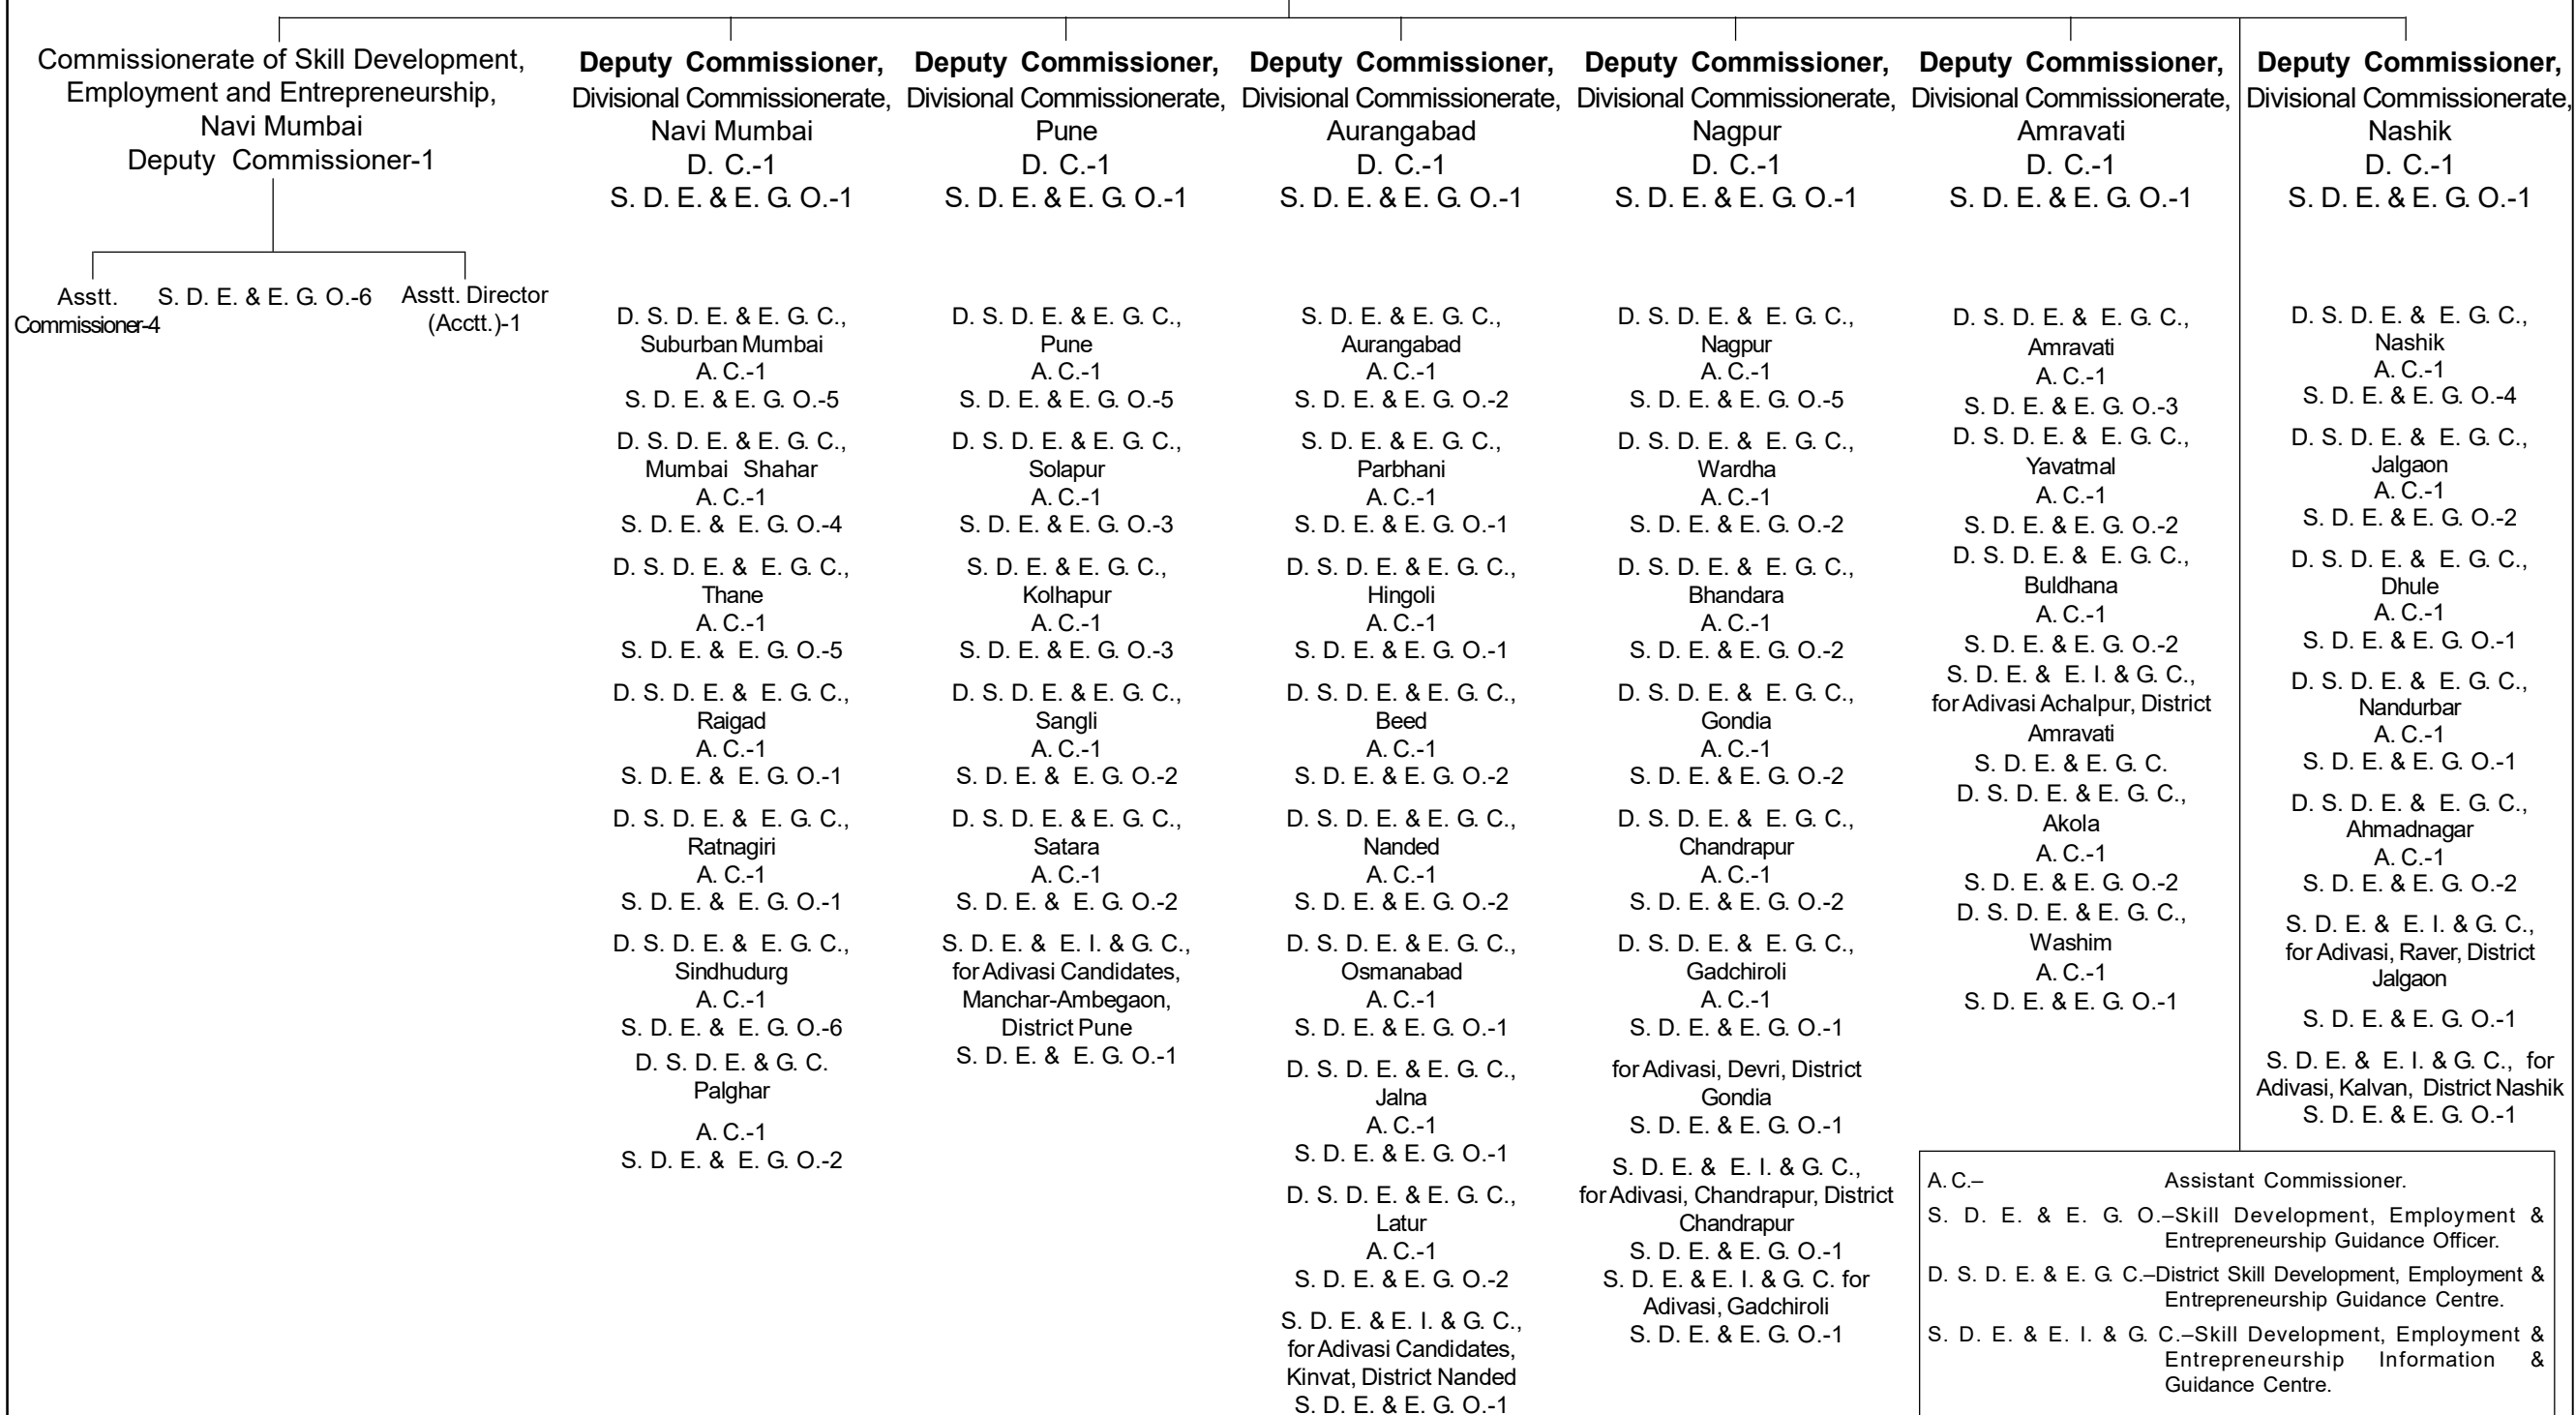 Commissionerate of Skill Development,
Employment and Entrepreneurship,
Navi Mumbai
Deputy Commissioner-1
Asstt.
Commissioner-4
S. D. E. & E. G. O.-6
Asstt. Director
(Acctt.)-1
Deputy Commissioner,
Divisional Commissionerate,
Navi Mumbai
D. C.-1
S. D. E. & E. G. O.-1
D. S. D. E. & E. G. C.,
Suburban Mumbai
A. C.-1
S. D. E. & E. G. O.-5
D. S. D. E. & E. G. C.,
Mumbai Shahar
A. C.-1
S. D. E. & E. G. O.-4
D. S. D. E. & E. G. C.,
Thane
A. C.-1
S. D. E. & E. G. O.-5
D. S. D. E. & E. G. C.,
Raigad
A. C.-1
S. D. E. & E. G. O.-1
D. S. D. E. & E. G. C.,
Ratnagiri
A. C.-1
S. D. E. & E. G. O.-1
D. S. D. E. & E. G. C.,
Sindhudurg
A. C.-1
S. D. E. & E. G. O.-6
D. S. D. E. & G. C.
Palghar
A. C.-1
S. D. E. & E. G. O.-2
Deputy Commissioner,
Divisional Commissionerate,
Pune
D. C.-1
S. D. E. & E. G. O.-1
D. S. D. E. & E. G. C.,
Pune
A. C.-1
S. D. E. & E. G. O.-5
D. S. D. E. & E. G. C.,
Solapur
A. C.-1
S. D. E. & E. G. O.-3
S. D. E. & E. G. C.,
Kolhapur
A. C.-1
S. D. E. & E. G. O.-3
D. S. D. E. & E. G. C.,
Sangli
A. C.-1
S. D. E. & E. G. O.-2
D. S. D. E. & E. G. C.,
Satara
A. C.-1
S. D. E. & E. G. O.-2
S. D. E. & E. I. & G. C.,
for Adivasi Candidates,
Manchar-Ambegaon,
District Pune
S. D. E. & E. G. O.-1
Deputy Commissioner,
Divisional Commissionerate,
Aurangabad
D. C.-1
S. D. E. & E. G. O.-1
S. D. E. & E. G. C.,
Aurangabad
A. C.-1
S. D. E. & E. G. O.-2
S. D. E. & E. G. C.,
Parbhani
A. C.-1
S. D. E. & E. G. O.-1
D. S. D. E. & E. G. C.,
Hingoli
A. C.-1
S. D. E. & E. G. O.-1
D. S. D. E. & E. G. C.,
Beed
A. C.-1
S. D. E. & E. G. O.-2
D. S. D. E. & E. G. C.,
Nanded
A. C.-1
S. D. E. & E. G. O.-2
D. S. D. E. & E. G. C.,
Osmanabad
A. C.-1
S. D. E. & E. G. O.-1
D. S. D. E. & E. G. C.,
Jalna
A. C.-1
S. D. E. & E. G. O.-1
D. S. D. E. & E. G. C.,
Latur
A. C.-1
S. D. E. & E. G. O.-2
S. D. E. & E. I. & G. C.,
for Adivasi Candidates,
Kinvat, District Nanded
S. D. E. & E. G. O.-1
Deputy Commissioner,
Divisional Commissionerate,
Nagpur
D. C.-1
S. D. E. & E. G. O.-1
D. S. D. E. & E. G. C.,
Nagpur
A. C.-1
S. D. E. & E. G. O.-5
D. S. D. E. & E. G. C.,
Wardha
A. C.-1
S. D. E. & E. G. O.-2
D. S. D. E. & E. G. C.,
Bhandara
A. C.-1
S. D. E. & E. G. O.-2
D. S. D. E. & E. G. C.,
Gondia
A. C.-1
S. D. E. & E. G. O.-2
D. S. D. E. & E. G. C.,
Chandrapur
A. C.-1
S. D. E. & E. G. O.-2
D. S. D. E. & E. G. C.,
Gadchiroli
A. C.-1
S. D. E. & E. G. O.-1
for Adivasi, Devri, District
Gondia
S. D. E. & E. G. O.-1
S. D. E. & E. I. & G. C.,
for Adivasi, Chandrapur, District
Chandrapur
S. D. E. & E. G. O.-1
S. D. E. & E. I. & G. C. for
Adivasi, Gadchiroli
S. D. E. & E. G. O.-1
Deputy Commissioner,
Divisional Commissionerate,
Amravati
D. C.-1
S. D. E. & E. G. O.-1
D. S. D. E. & E. G. C.,
Amravati
A. C.-1
S. D. E. & E. G. O.-3
D. S. D. E. & E. G. C.,
Yavatmal
A. C.-1
S. D. E. & E. G. O.-2
D. S. D. E. & E. G. C.,
Buldhana
A. C.-1
S. D. E. & E. G. O.-2
S. D. E. & E. I. & G. C.,
for Adivasi Achalpur, District
Amravati
S. D. E. & E. G. C.
D. S. D. E. & E. G. C.,
Akola
A. C.-1
S. D. E. & E. G. O.-2
D. S. D. E. & E. G. C.,
Washim
A. C.-1
S. D. E. & E. G. O.-1
Deputy Commissioner,
Divisional Commissionerate,
Nashik
D. C.-1
S. D. E. & E. G. O.-1
D. S. D. E. & E. G. C.,
Nashik
A. C.-1
S. D. E. & E. G. O.-4
D. S. D. E. & E. G. C.,
Jalgaon
A. C.-1
S. D. E. & E. G. O.-2
D. S. D. E. & E. G. C.,
Dhule
A. C.-1
S. D. E. & E. G. O.-1
D. S. D. E. & E. G. C.,
Nandurbar
A. C.-1
S. D. E. & E. G. O.-1
D. S. D. E. & E. G. C.,
Ahmadnagar
A. C.-1
S. D. E. & E. G. O.-2
S. D. E. & E. I. & G. C.,
for Adivasi, Raver, District
Jalgaon
S. D. E. & E. G. O.-1
S. D. E. & E. I. & G. C., for
Adivasi, Kalvan, District Nashik
S. D. E. & E. G. O.-1
A. C.– Assistant Commissioner.
S. D. E. & E. G. O.–Skill Development, Employment &
Entrepreneurship Guidance Officer.
D. S. D. E. & E. G. C.–District Skill Development, Employment &
Entrepreneurship Guidance Centre.
S. D. E. & E. I. & G. C.–Skill Development, Employment &
Entrepreneurship Information &
Guidance Centre.